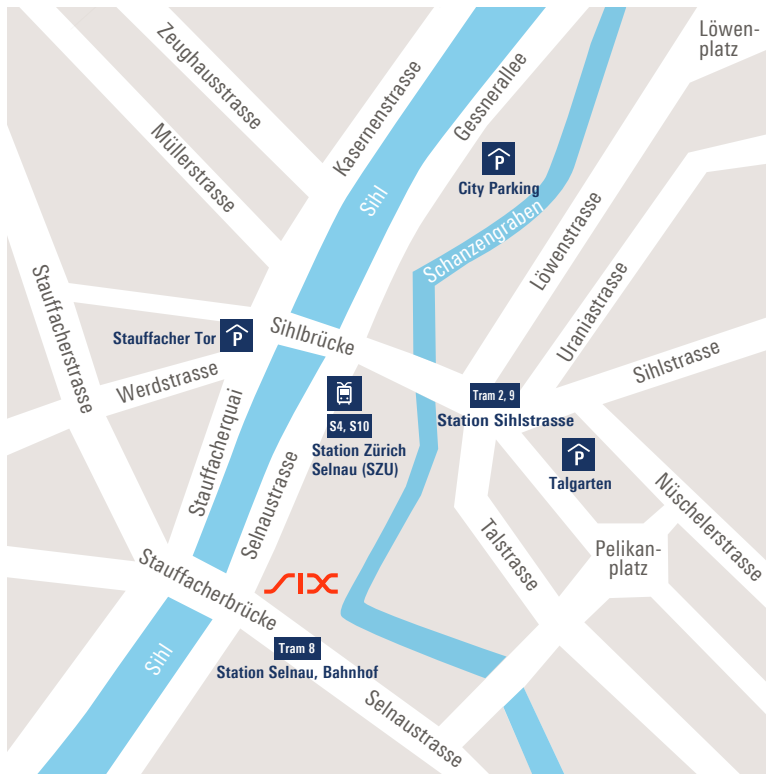 Löwen-
platz
Zeughausstrasse
Kasernenstrasse
Gessnerallee
Müllerstrasse
P
City Parking
Sihl
Schanzengraben
Löwenstrasse
Uraniastrasse
Stauffacherstrasse
Stauffacher Tor
P
Sihlbrücke
Sihlstrasse
Werdstrasse
Tram 2, 9
Station Sihlstrasse
S4, S10
Station Zürich
Selnau (SZU)
Stauffacherquai
Selnaustrasse
P
Talgarten
Nüschelerstrasse
Talstrasse
Pelikan-
platz
Stauffacherbrücke
SIX
Sihl
Tram 8
Station Selnau, Bahnhof
Selnaustrasse